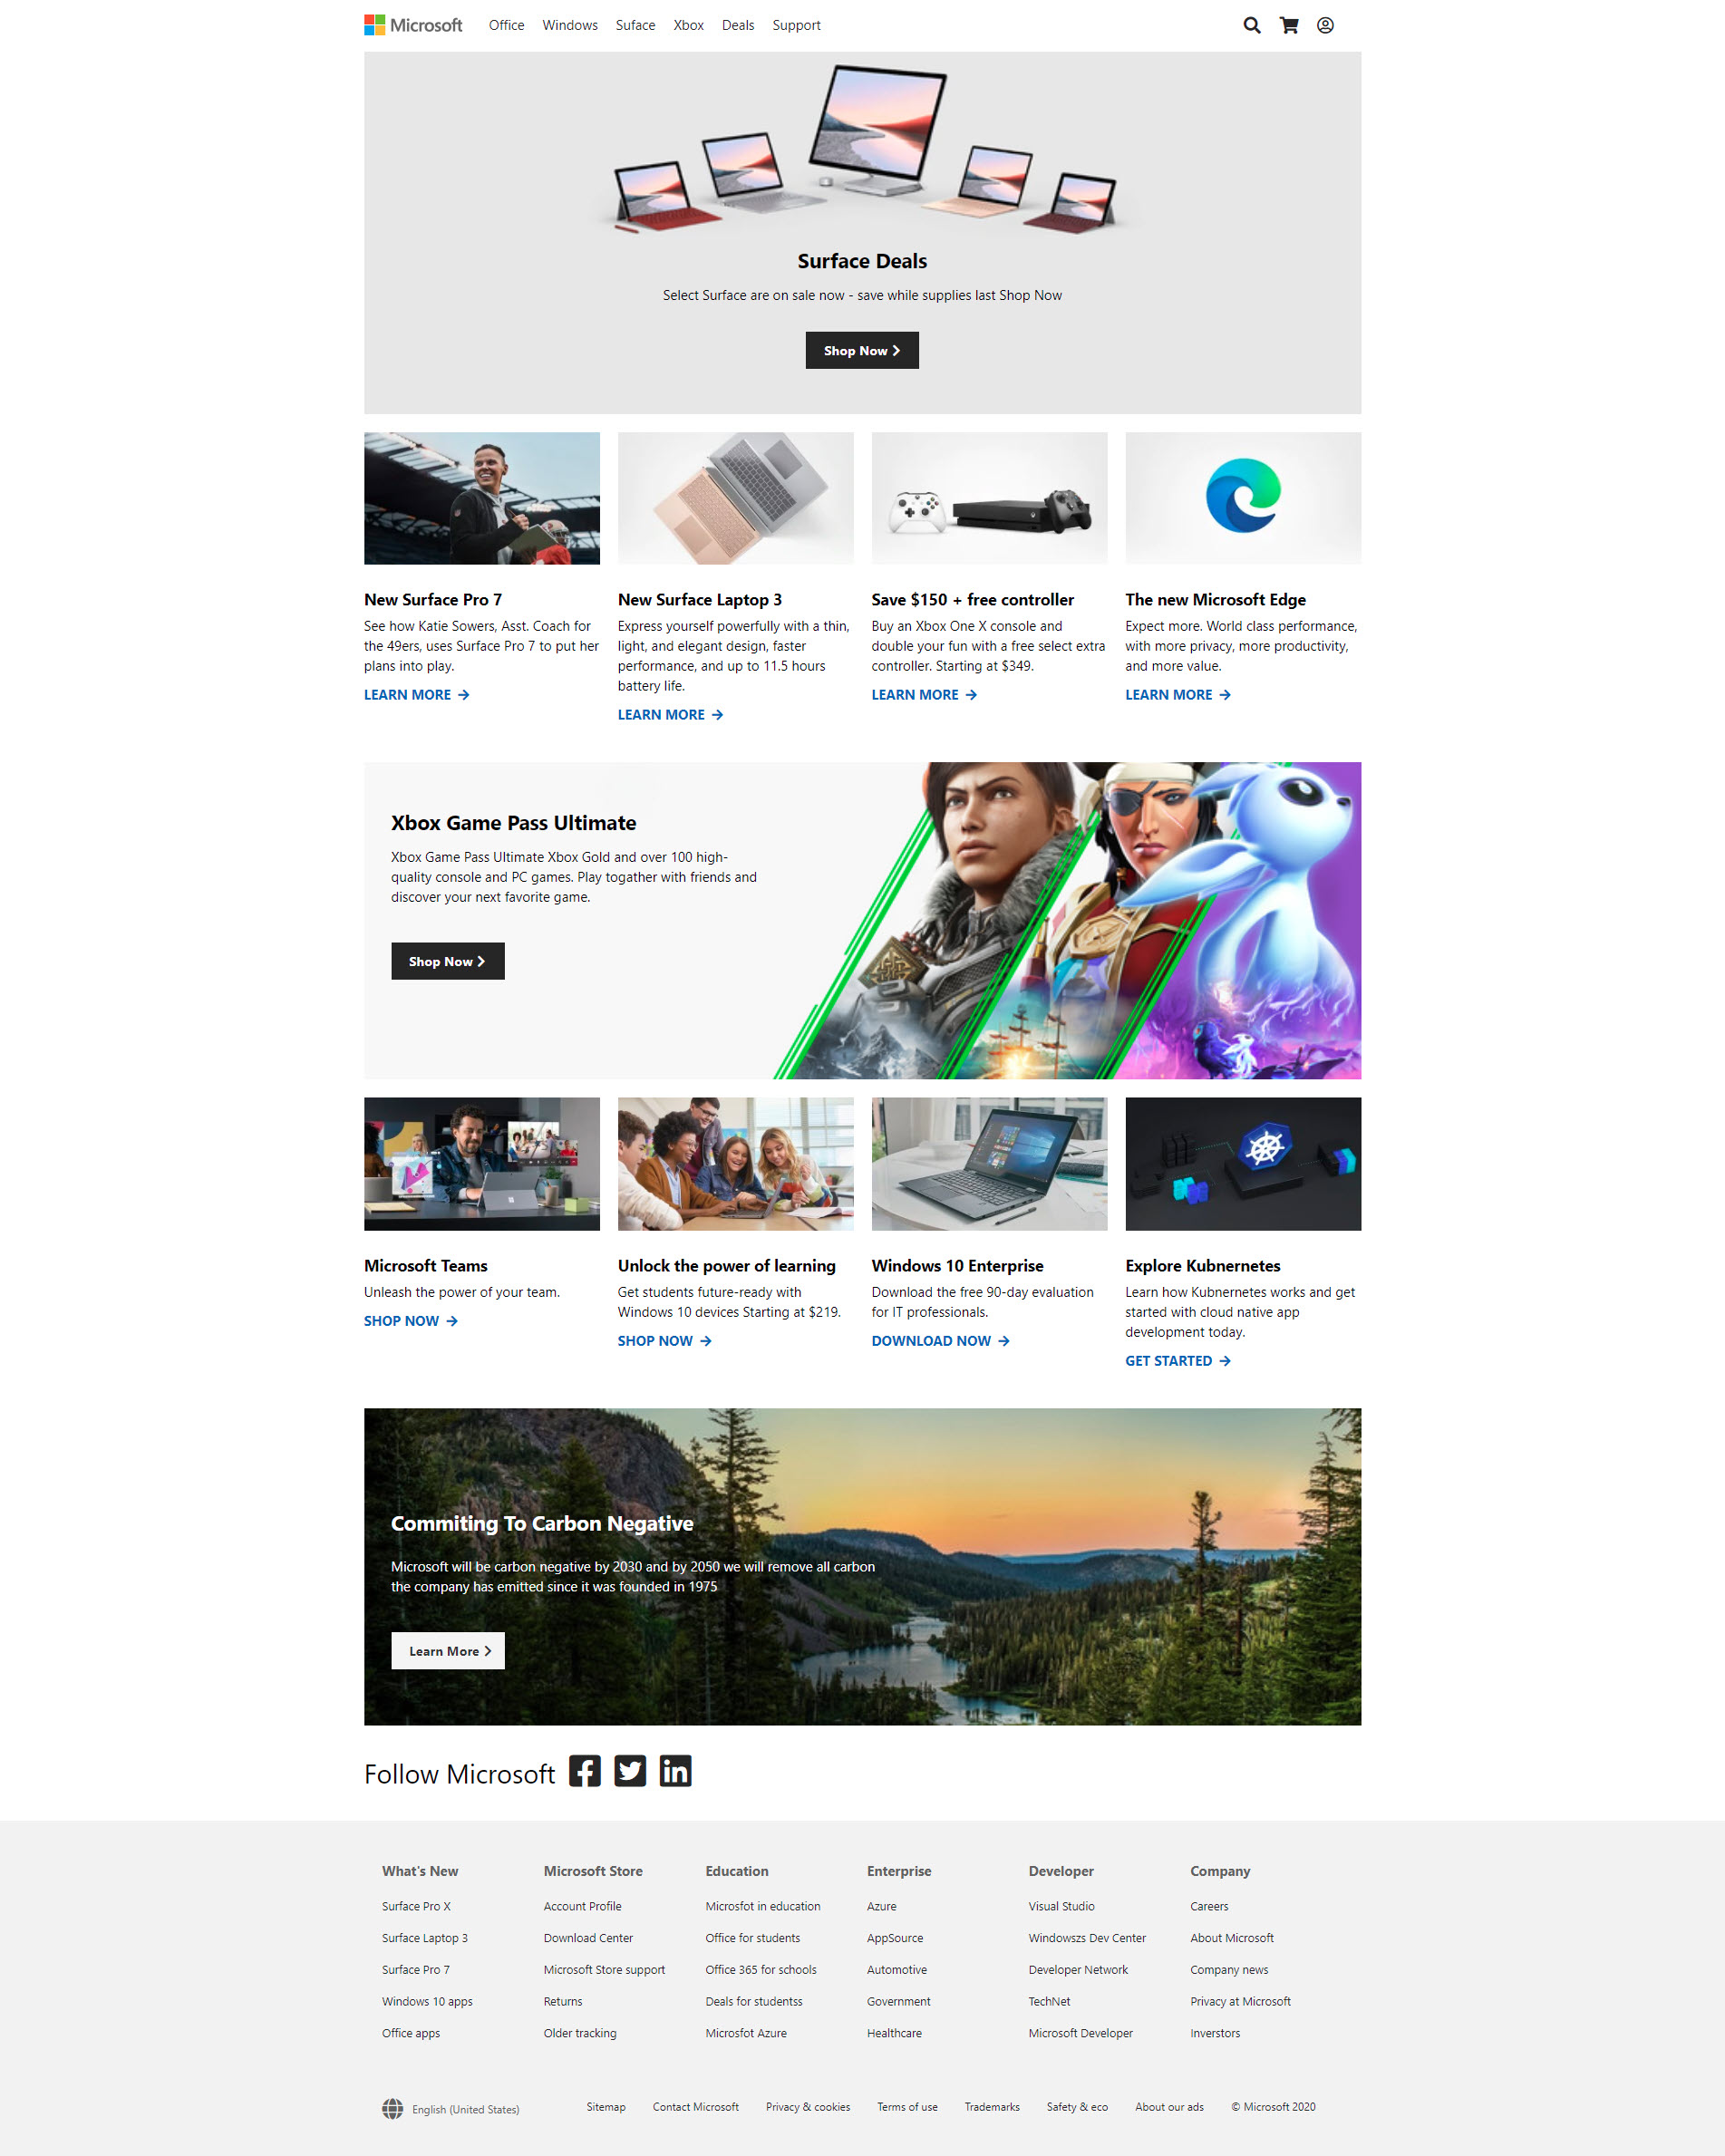 Microsoft Office Windows Suface Xbox Deals Support
Surface Deals
Select Surface are on sale now - save while supplies last Shop Now
Shop Now
New Surface Pro 7
See how Katie Sowers, Asst. Coach for
the 49ers, uses Surface Pro 7 to put her
plans into play.
LEARN MORE
New Surface Laptop 3
Express yourself powerfully with a thin,
light, and elegant design, faster
performance, and up to 11.5 hours
battery life.
LEARN MORE
Save $150 + free controller
Buy an Xbox One X console and
double your fun with a free select extra
controller. Starting at $349.
LEARN MORE
The new Microsoft Edge
Expect more. World class performance,
with more privacy, more productivity,
and more value.
LEARN MORE
Xbox Game Pass Ultimate
Xbox Game Pass Ultimate Xbox Gold and over 100 high-
quality console and PC games. Play togather with friends and
discover your next favorite game.
Shop Now
Microsoft Teams
Unleash the power of your team.
SHOP NOW
Unlock the power of learning
Get students future-ready with
Windows 10 devices Starting at $219.
SHOP NOW
Windows 10 Enterprise
Download the free 90-day evaluation
for IT professionals.
DOWNLOAD NOW
Explore Kubnernetes
Learn how Kubnernetes works and get
started with cloud native app
development today.
GET STARTED
Commiting To Carbon Negative
Microsoft will be carbon negative by 2030 and by 2050 we will remove all carbon
the company has emitted since it was founded in 1975
Learn More
Follow Microsoft
What's New
Surface Pro X
Surface Laptop 3
Surface Pro 7
Windows 10 apps
Office apps
Microsoft Store
Account Profile
Download Center
Microsoft Store support
Returns
Older tracking
Education
Microsfot in education
Office for students
Office 365 for schools
Deals for studentss
Microsfot Azure
Enterprise
Azure
AppSource
Automotive
Government
Healthcare
Developer
Visual Studio
Windowszs Dev Center
Developer Network
TechNet
Microsoft Developer
Company
Careers
About Microsoft
Company news
Privacy at Microsoft
Inverstors
English (United States)
Sitemap Contact Microsoft Privacy & cookies Terms of use Trademarks Safety & eco About our ads © Microsoft 2020